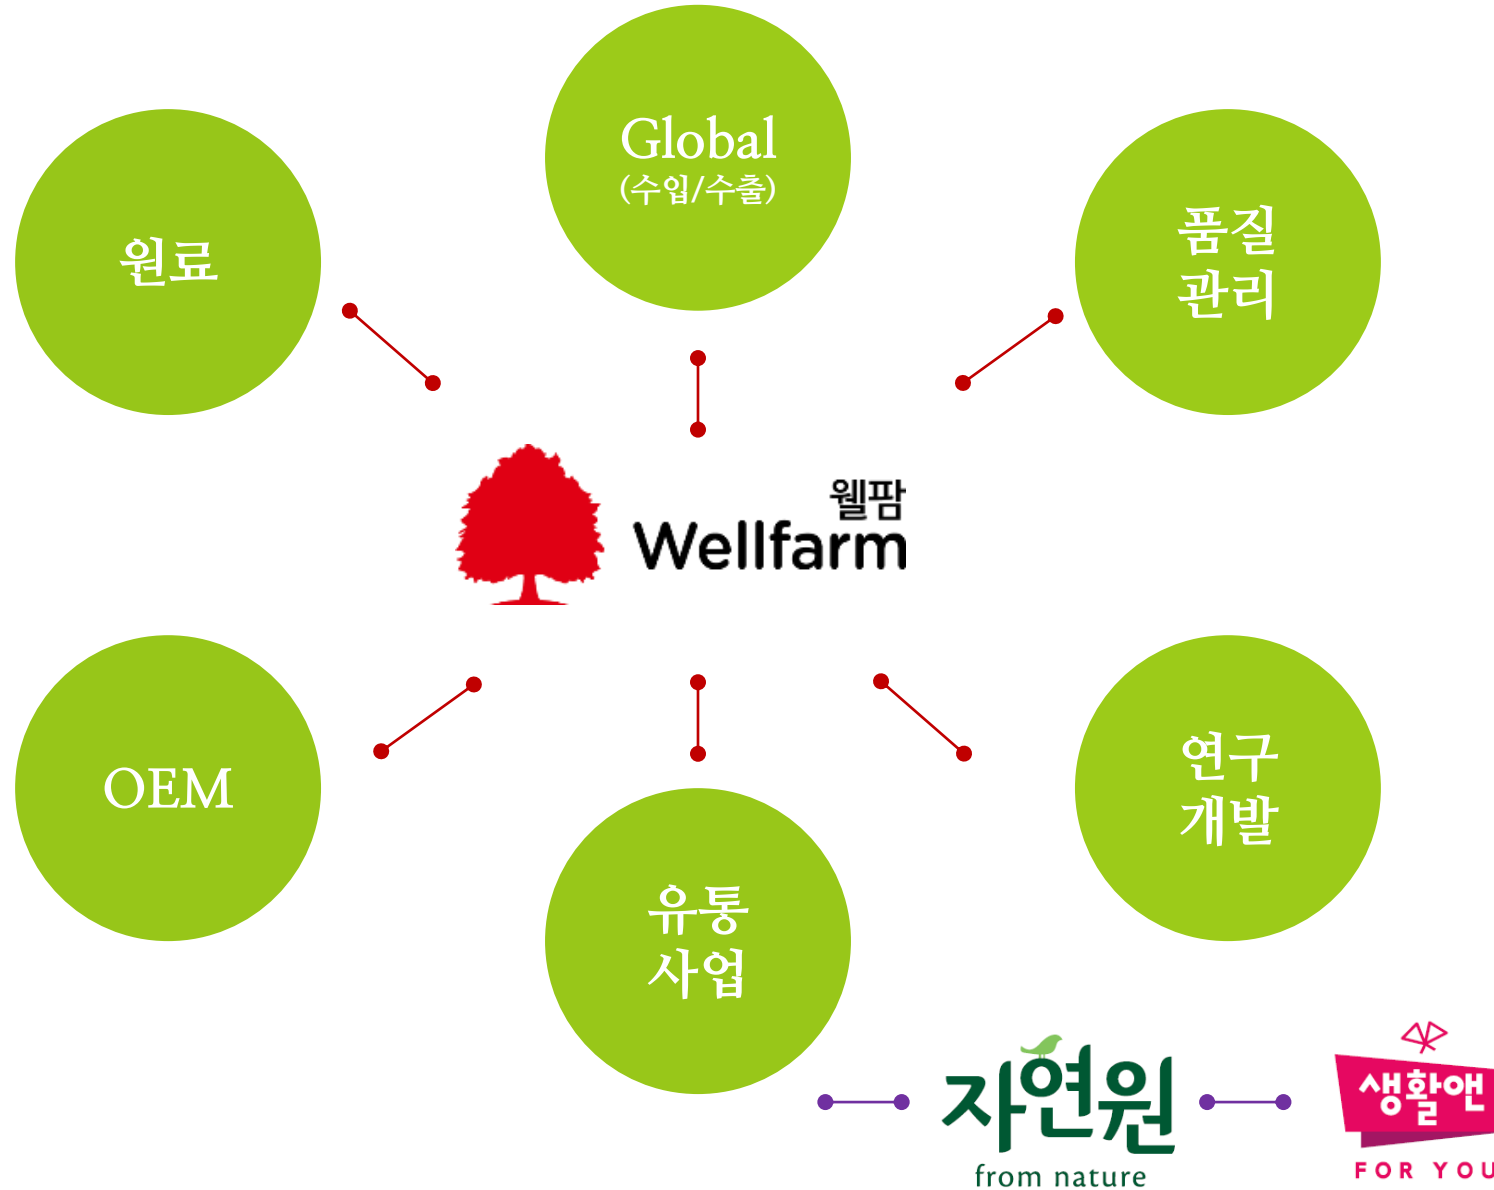 Global
(수입/수출)
원료
품질
관리
웰팜
Wellfarm
OEM
연구
개발
유통
사업
자연원
from nature
생활앤
FOR YOU